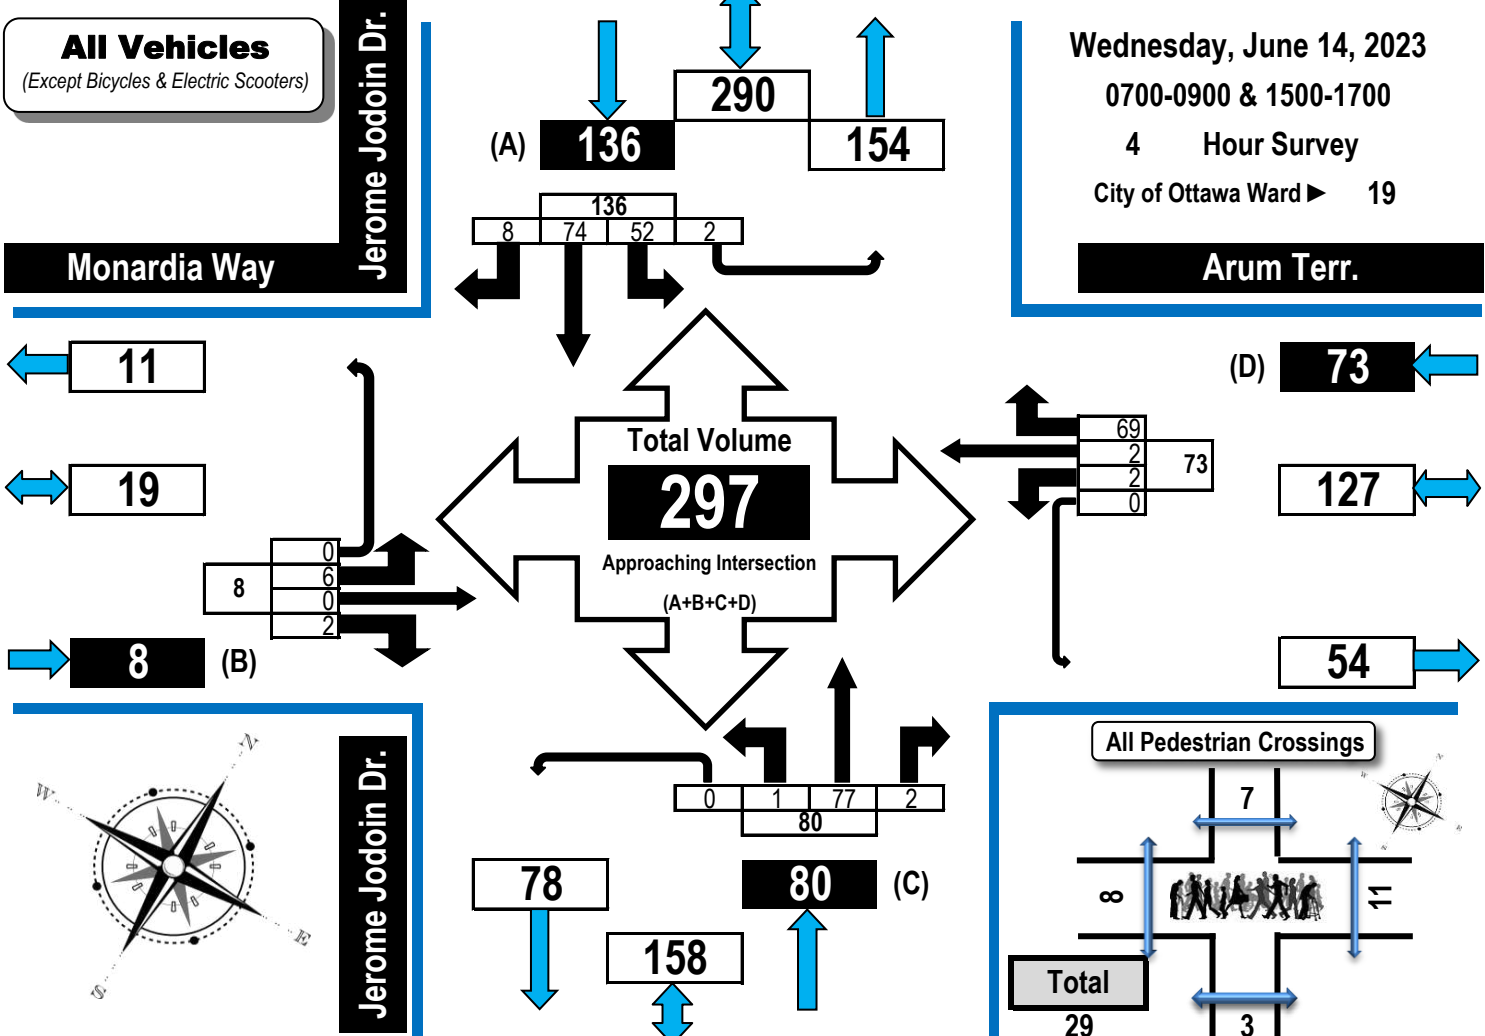 All Vehicles
(Except Bicycles & Electric Scooters)
Jerome Jodoin Dr.
Monardia Way
290
(A) 136
154
136
8 74 52 2
Wednesday, June 14, 2023
0700-0900 & 1500-1700
4 Hour Survey
City of Ottawa Ward ► 19
Arum Terr.
11
19
0
6
0
2
8
8 (B)
Total Volume
297
Approaching Intersection
(A+B+C+D)
(D) 73
69
2
2
0
73
127
54
N
W
E
S
Jerome Jodoin Dr.
0 1 77 2
80
78
80 (C)
158
All Pedestrian Crossings
7
8
11
Total
29
3